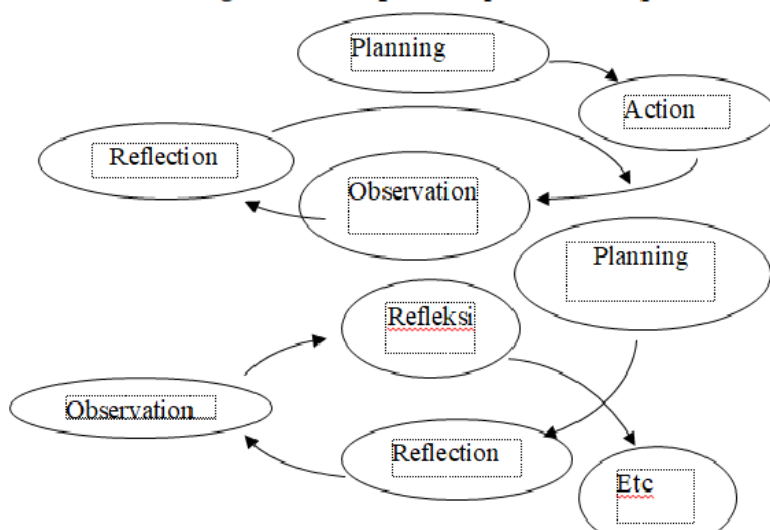 Planning
Action
Reflection
Observation
Planning
Refleksi
Observation
Reflection
Etc